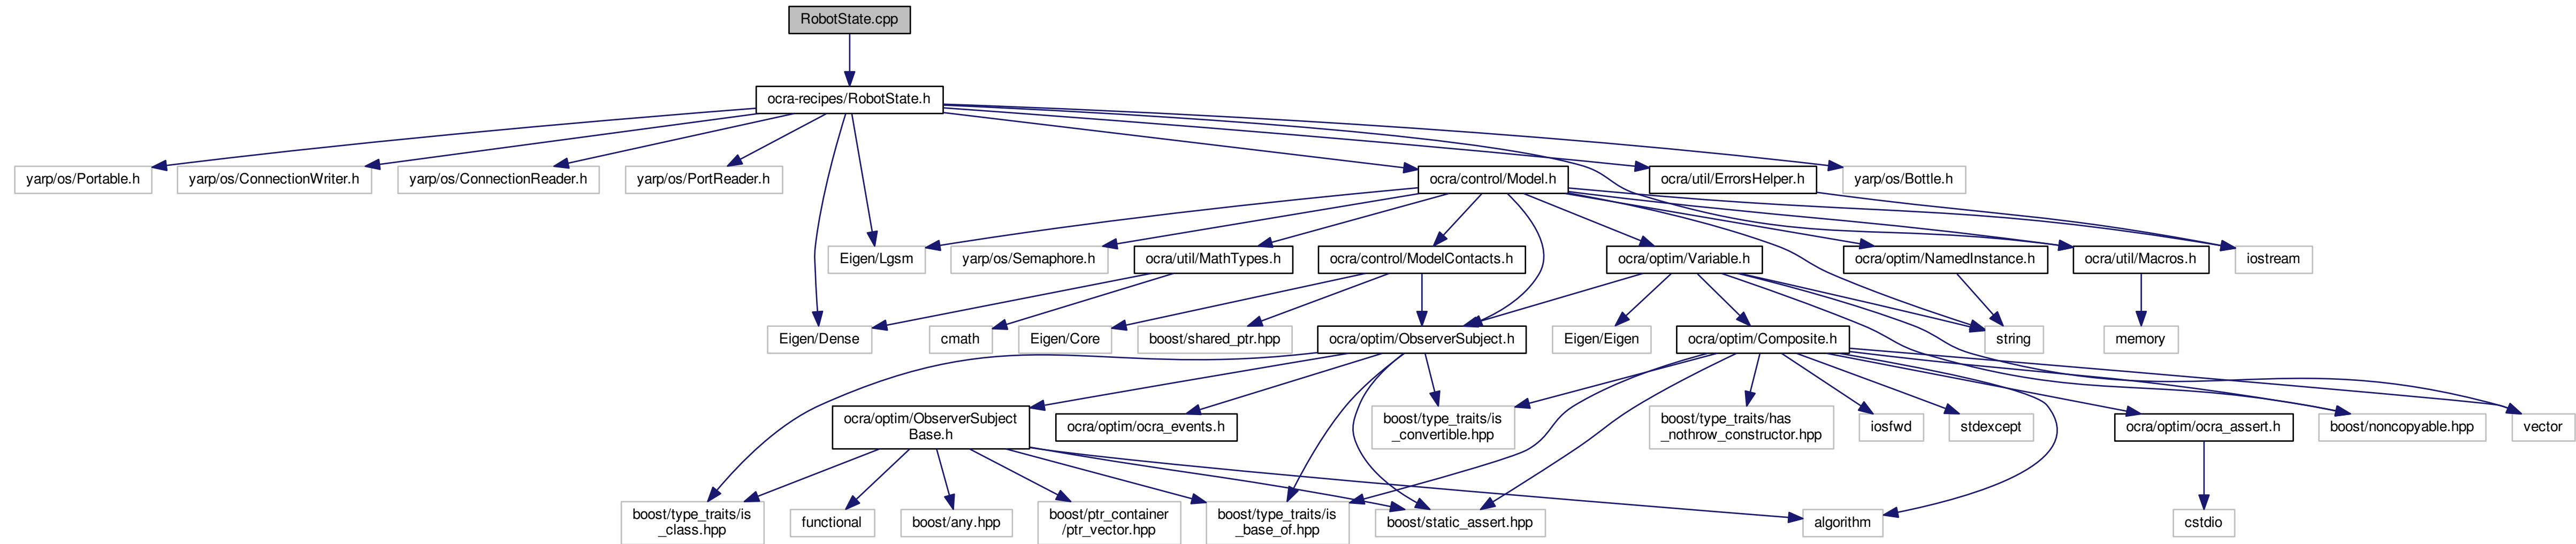 RobotState.cpp
ocra-recipes/RobotState.h
yarp/os/Portable.h
yarp/os/ConnectionWriter.h
yarp/os/ConnectionReader.h
yarp/os/PortReader.h
ocra/control/Model.h
ocra/util/ErrorsHelper.h
yarp/os/Bottle.h
Eigen/Lgsm
yarp/os/Semaphore.h
ocra/util/MathTypes.h
ocra/control/ModelContacts.h
ocra/optim/Variable.h
ocra/optim/NamedInstance.h
ocra/util/Macros.h
iostream
Eigen/Dense
cmath
Eigen/Core
boost/shared_ptr.hpp
ocra/optim/ObserverSubject.h
Eigen/Eigen
ocra/optim/Composite.h
string
memory
ocra/optim/ObserverSubject
Base.h
ocra/optim/ocra_events.h
boost/type_traits/is
_convertible.hpp
boost/type_traits/has
_nothrow_constructor.hpp
iosfwd
stdexcept
ocra/optim/ocra_assert.h
boost/noncopyable.hpp
vector
boost/type_traits/is
_class.hpp
functional
boost/any.hpp
boost/ptr_container
/ptr_vector.hpp
boost/type_traits/is
_base_of.hpp
boost/static_assert.hpp
algorithm
cstdio